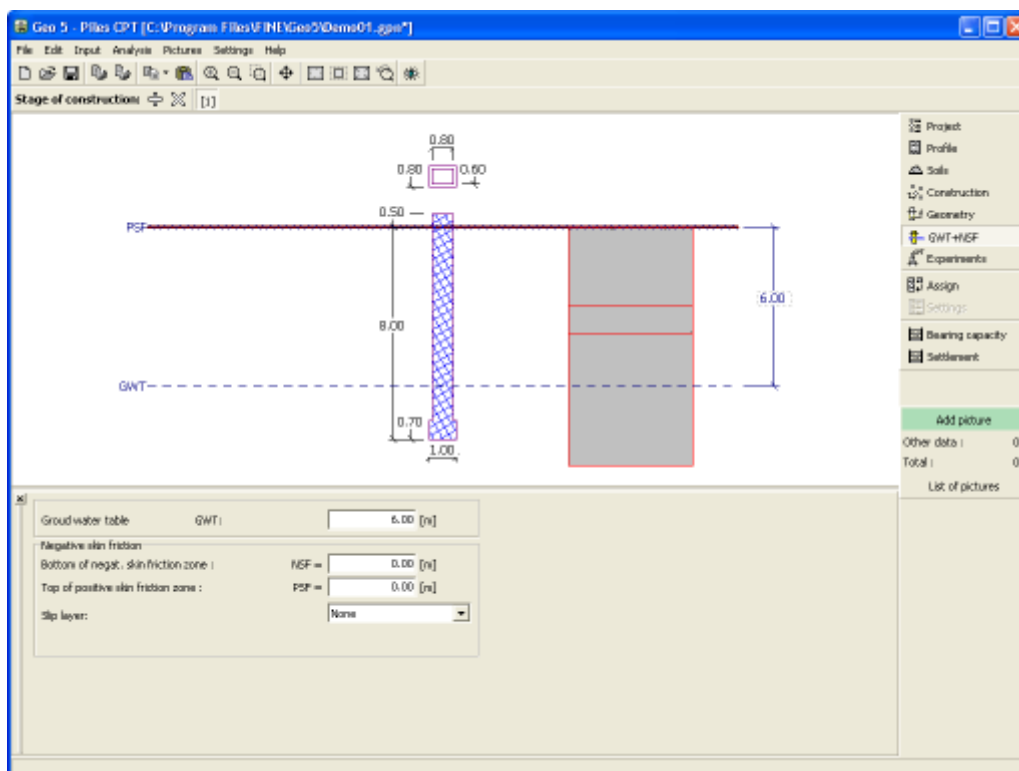 Geo 5 - Piles CPT [C:\Program Files\FINE\Geo5\Demo01.gpn*]
File Edit Input Analysis Pictures Settings Help
Stage of construction: [1]
0.80
0.80 0.60
0.50
PSF
6.00
8.00
GWT
0.70
1.00
Project
Profile
Soils
Construction
Geometry
GWT+NSF
Experiments
Assign
Settings
Bearing capacity
Settlement
Add picture
Other data : 0
Total : 0
List of pictures
Groud water table GWT: 6.00 [m]
Negative skin friction
Bottom of negat. skin friction zone : NSF = 0.00 [m]
Top of positive skin friction zone : PSF = 0.00 [m]
Slip layer: None